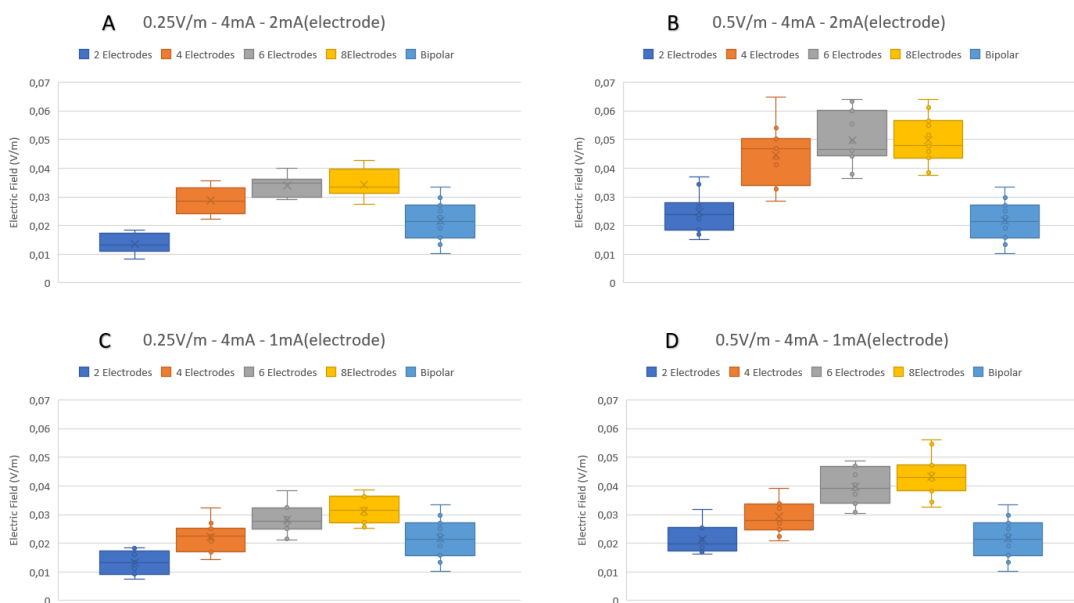 A 0.25V/m - 4mA - 2mA(electrode)
2 Electrodes 4 Electrodes 6 Electrodes 8Electrodes Bipolar
0,07
0,06
0,05
0,04
0,03
0,02
0,01
0
Electric Field (V/m)
B 0.5V/m - 4mA - 2mA(electrode)
2 Electrodes 4 Electrodes 6 Electrodes 8Electrodes Bipolar
0,07
0,06
0,05
0,04
0,03
0,02
0,01
0
Electric Field (V/m)
C 0.25V/m - 4mA - 1mA(electrode)
2 Electrodes 4 Electrodes 6 Electrodes 8Electrodes Bipolar
0,07
0,06
0,05
0,04
0,03
0,02
0,01
0
Electric Field (V/m)
D 0.5V/m - 4mA - 1mA(electrode)
2 Electrodes 4 Electrodes 6 Electrodes 8Electrodes Bipolar
0,07
0,06
0,05
0,04
0,03
0,02
0,01
0
Electric Field (V/m)